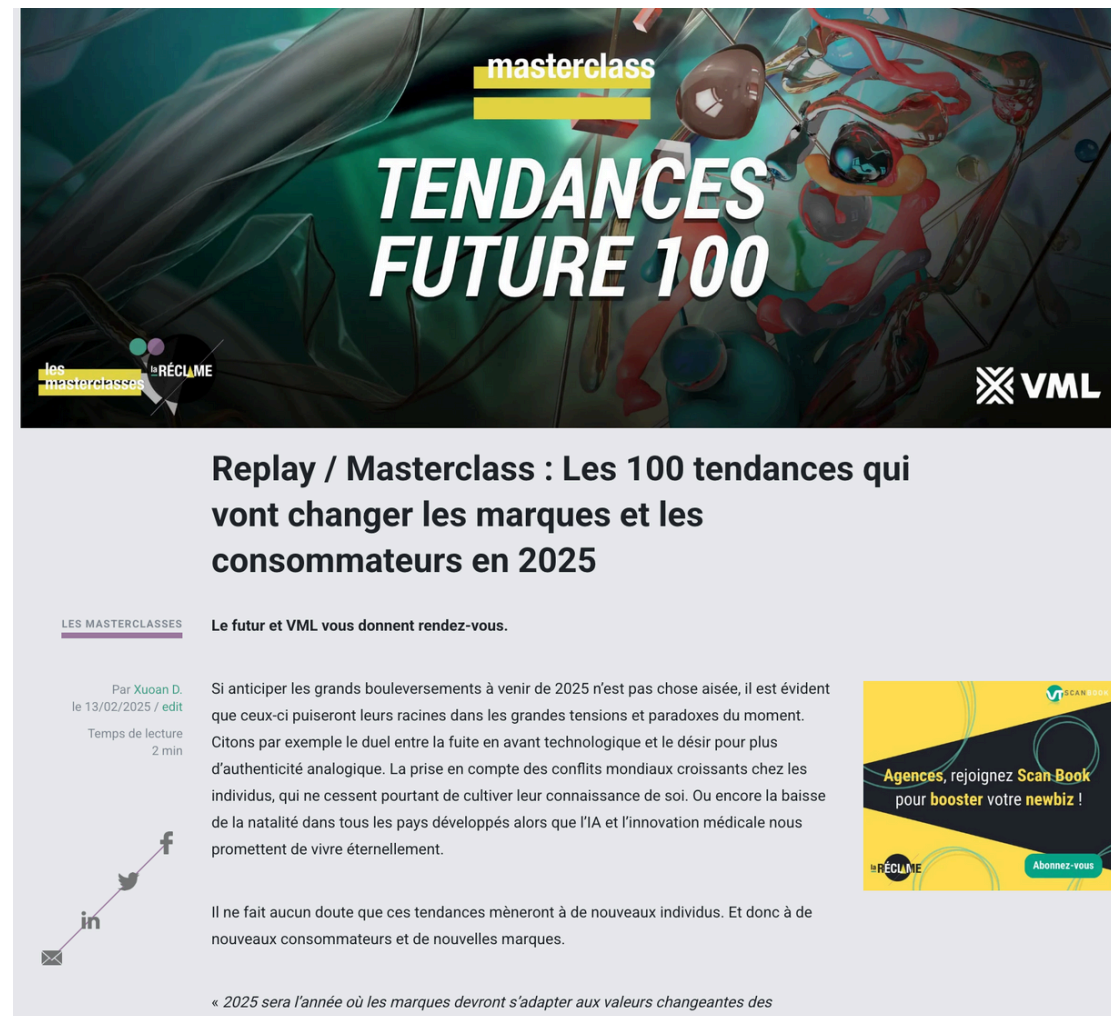 masterclass
TENDANCES
FUTURE 100
les
masterclasses
la RÉCLAME
VML
Replay / Masterclass : Les 100 tendances qui
vont changer les marques et les
consommateurs en 2025
LES MASTERCLASSES
Le futur et VML vous donnent rendez-vous.
Par Xuoan D.
le 13/02/2025 / edit
Temps de lecture
2 min
Si anticiper les grands bouleversements à venir de 2025 n’est pas chose aisée, il est évident
que ceux-ci puiseront leurs racines dans les grandes tensions et paradoxes du moment.
Citons par exemple le duel entre la fuite en avant technologique et le désir pour plus
d’authenticité analogique. La prise en compte des conflits mondiaux croissants chez les
individus, qui ne cessent pourtant de cultiver leur connaissance de soi. Ou encore la baisse
de la natalité dans tous les pays développés alors que l’IA et l’innovation médicale nous
promettent de vivre éternellement.
Il ne fait aucun doute que ces tendances mèneront à de nouveaux individus. Et donc à de
nouveaux consommateurs et de nouvelles marques.
« 2025 sera l’année où les marques devront s’adapter aux valeurs changeantes des
SCAN BOOK
Agences, rejoignez Scan Book
pour booster votre newbiz !
la RÉCLAME
Abonnez-vous